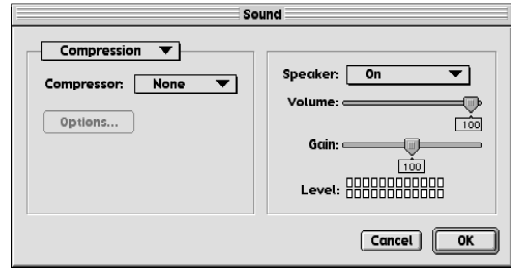 Sound
Compression
Compressor: None
Options...
Speaker: On
Volume:
100
Gain:
100
Level:
Cancel OK